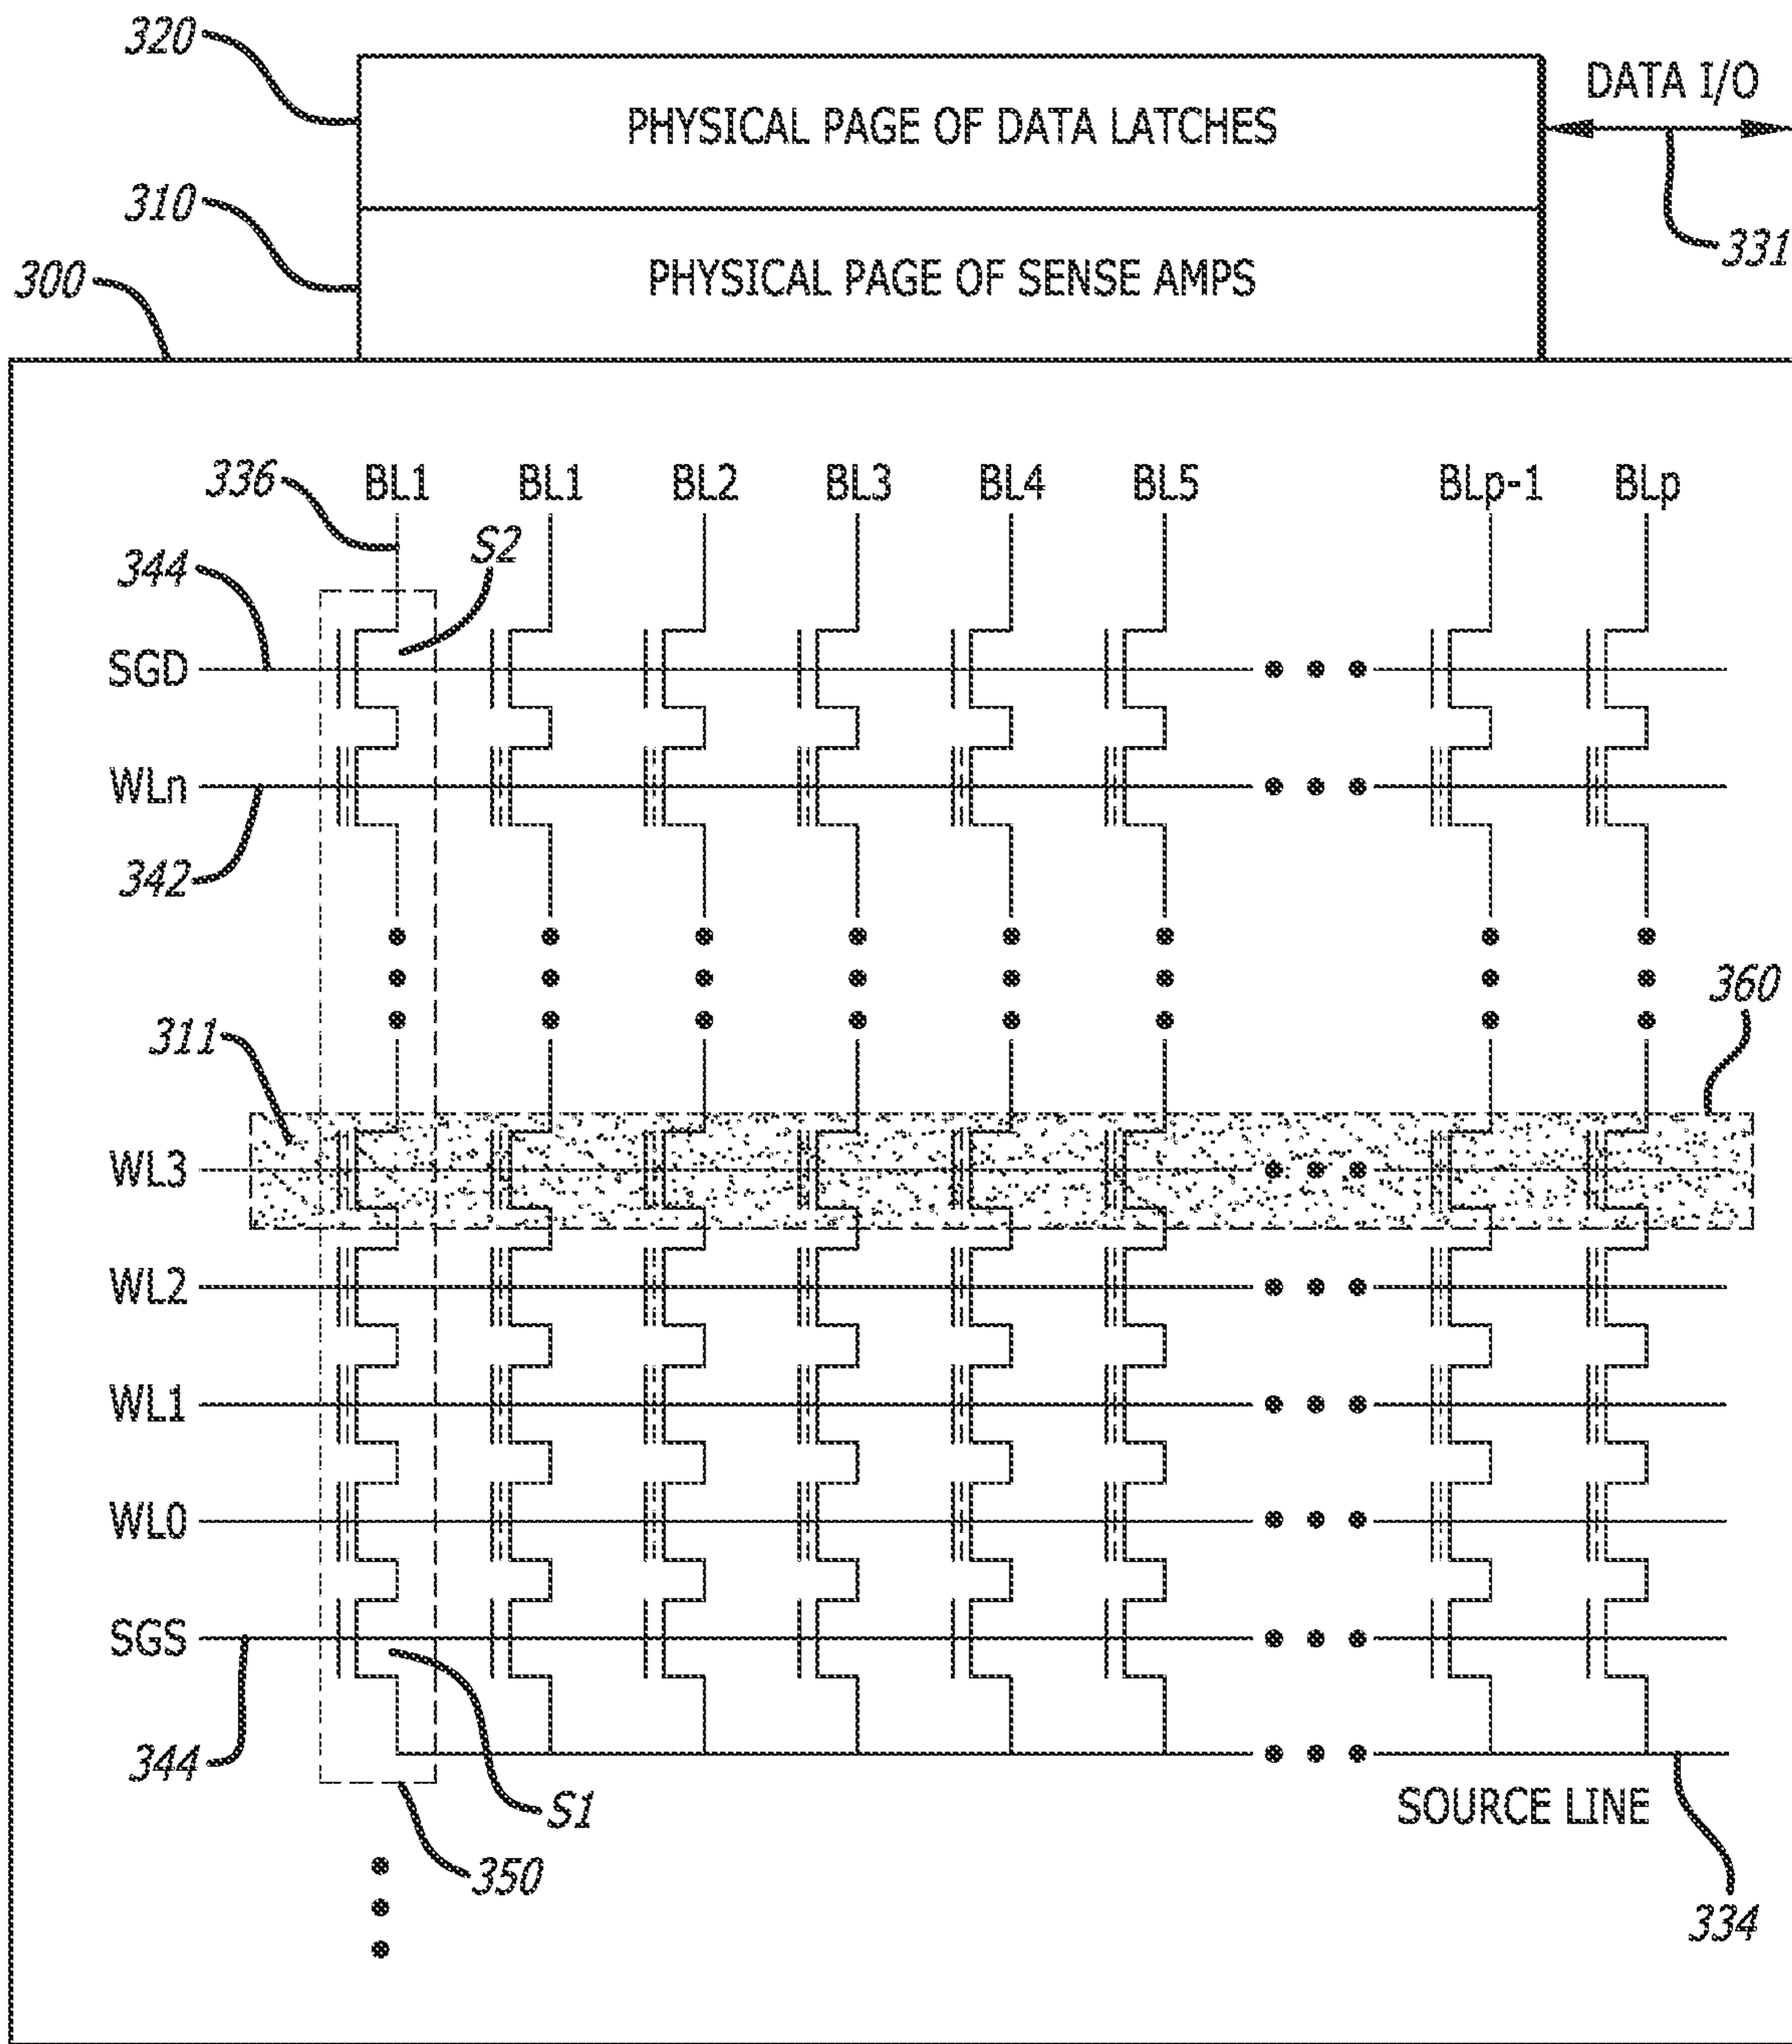 320
DATA I/O
PHYSICAL PAGE OF DATA LATCHES
310
331
300
PHYSICAL PAGE OF SENSE AMPS
336 BL1 BL1 BL2 BL3 BL4 BL5 BLp-1 BLp
S2
344
SGD
WLn
342
360
311
WL3
WL2
WL1
WL0
SGS
344
S1
SOURCE LINE
350
334